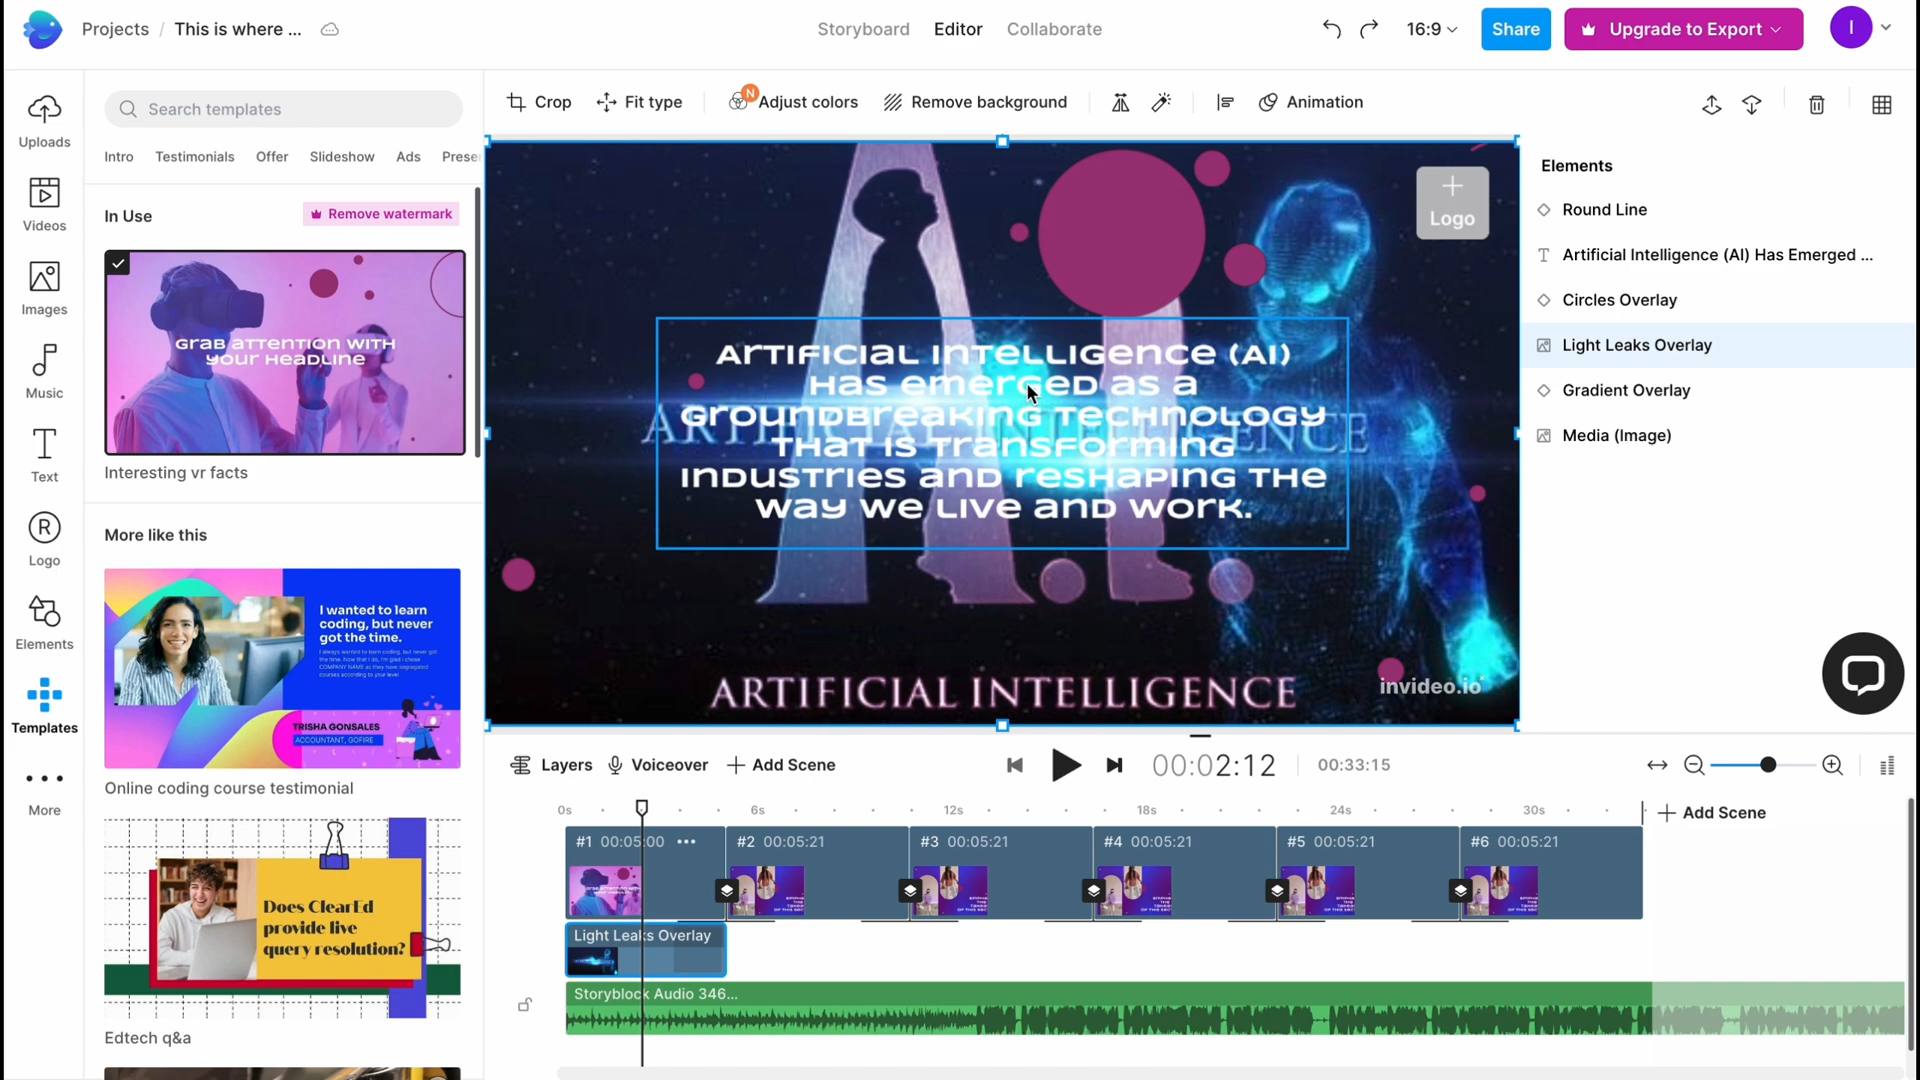 Projects / This is where ...
Storyboard Editor Collaborate
16:9
Share
Upgrade to Export
I
Uploads
Videos
Images
Music
Text
Logo
Elements
Templates
More
Search templates
Intro Testimonials Offer Slideshow Ads Prese
In Use
Remove watermark
GRAB ATTENTION WITH
YOUR HEADLINE
Interesting vr facts
More like this
I wanted to learn
coding, but never
got the time.
TRISHA GONSALES
ACCOUNTANT, GOFIRE
Online coding course testimonial
Does ClearEd
provide live
query resolution?
Edtech q&a
Crop Fit type N Adjust colors Remove background Animation
+
Logo
ARTIFICIAL INTELLIGENCE (AI)
HAS EMERGED AS A
GROUNDBREAKING TECHNOLOGY
THAT IS TRANSFORMING
INDUSTRIES AND RESHAPING THE
WAY WE LIVE AND WORK.
ARTIFICIAL INTELLIGENCE
ARTIFICIAL INTELLIGENCE
invideo.io
Elements
Round Line
Artificial Intelligence (AI) Has Emerged ...
Circles Overlay
Light Leaks Overlay
Gradient Overlay
Media (Image)
Layers Voiceover + Add Scene
00:02:12 00:33:15
0s 6s 12s 18s 24s 30s
+ Add Scene
#1 00:05:00 ...
#2 00:05:21
#3 00:05:21
#4 00:05:21
#5 00:05:21
#6 00:05:21
Light Leaks Overlay
Storyblock Audio 346...